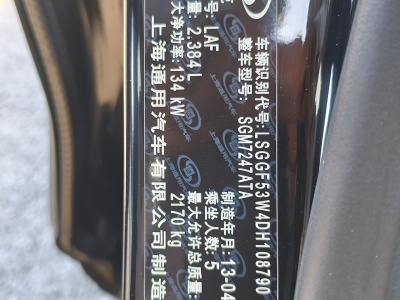 车辆识别代号: LSGGF53W4DH108790
整车型号: SGM7247ATA
制造年月: 13-04
号: LAF
乘坐人数: 5
量: 2.384L
最大允许总质量:
大净功率: 134 kW
2170 kg
上海通用汽车有限公司制造